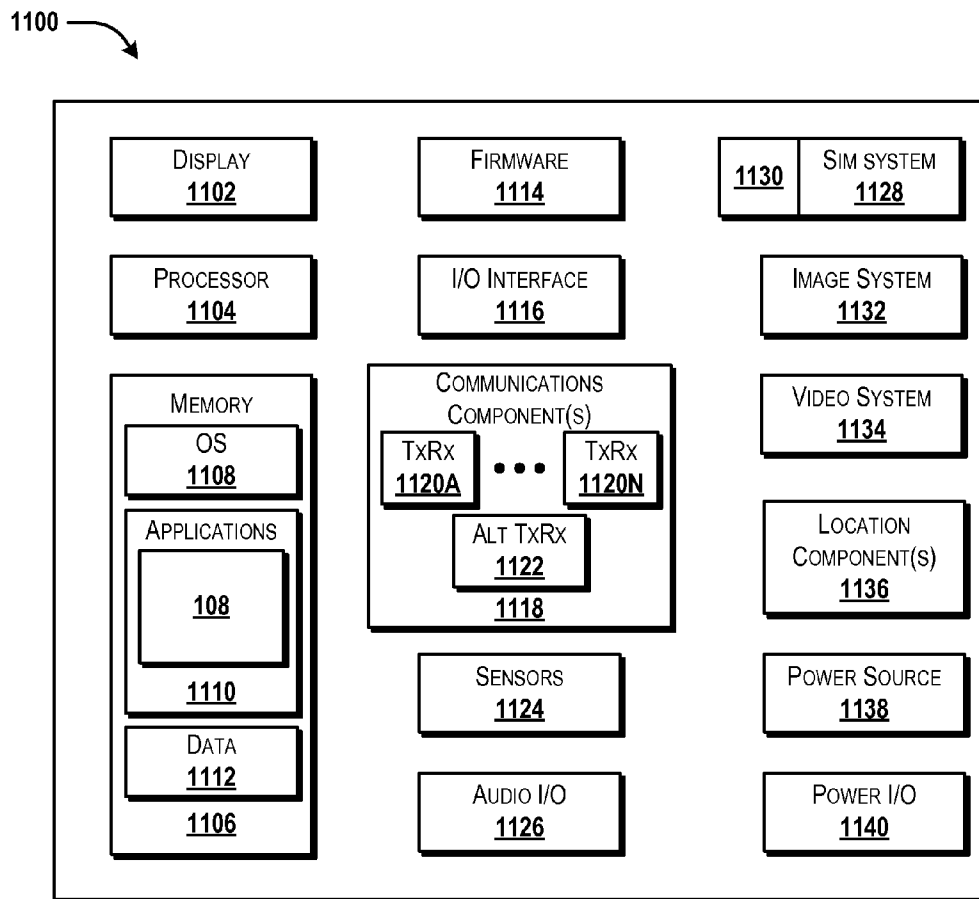 1100
DISPLAY
1102
PROCESSOR
1104
MEMORY
OS
1108
APPLICATIONS
108
1110
DATA
1112
1106
FIRMWARE
1114
I/O INTERFACE
1116
COMMUNICATIONS
COMPONENT(S)
TXRX
1120A
TXRX
1120N
ALT TXRX
1122
1118
SENSORS
1124
AUDIO I/O
1126
1130
SIM SYSTEM
1128
IMAGE SYSTEM
1132
VIDEO SYSTEM
1134
LOCATION
COMPONENT(S)
1136
POWER SOURCE
1138
POWER I/O
1140